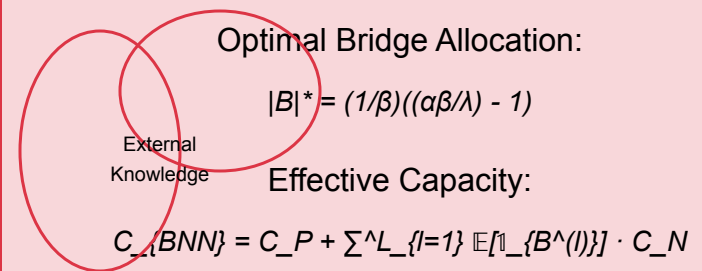 Optimal Bridge Allocation:
|B|* = (1/β)((αβ/λ) - 1)
External
Knowledge
Effective Capacity:
C_{BNN} = C_P + ∑^L_{l=1} 𝔼[𝟙_{B^(l)}] · C_N